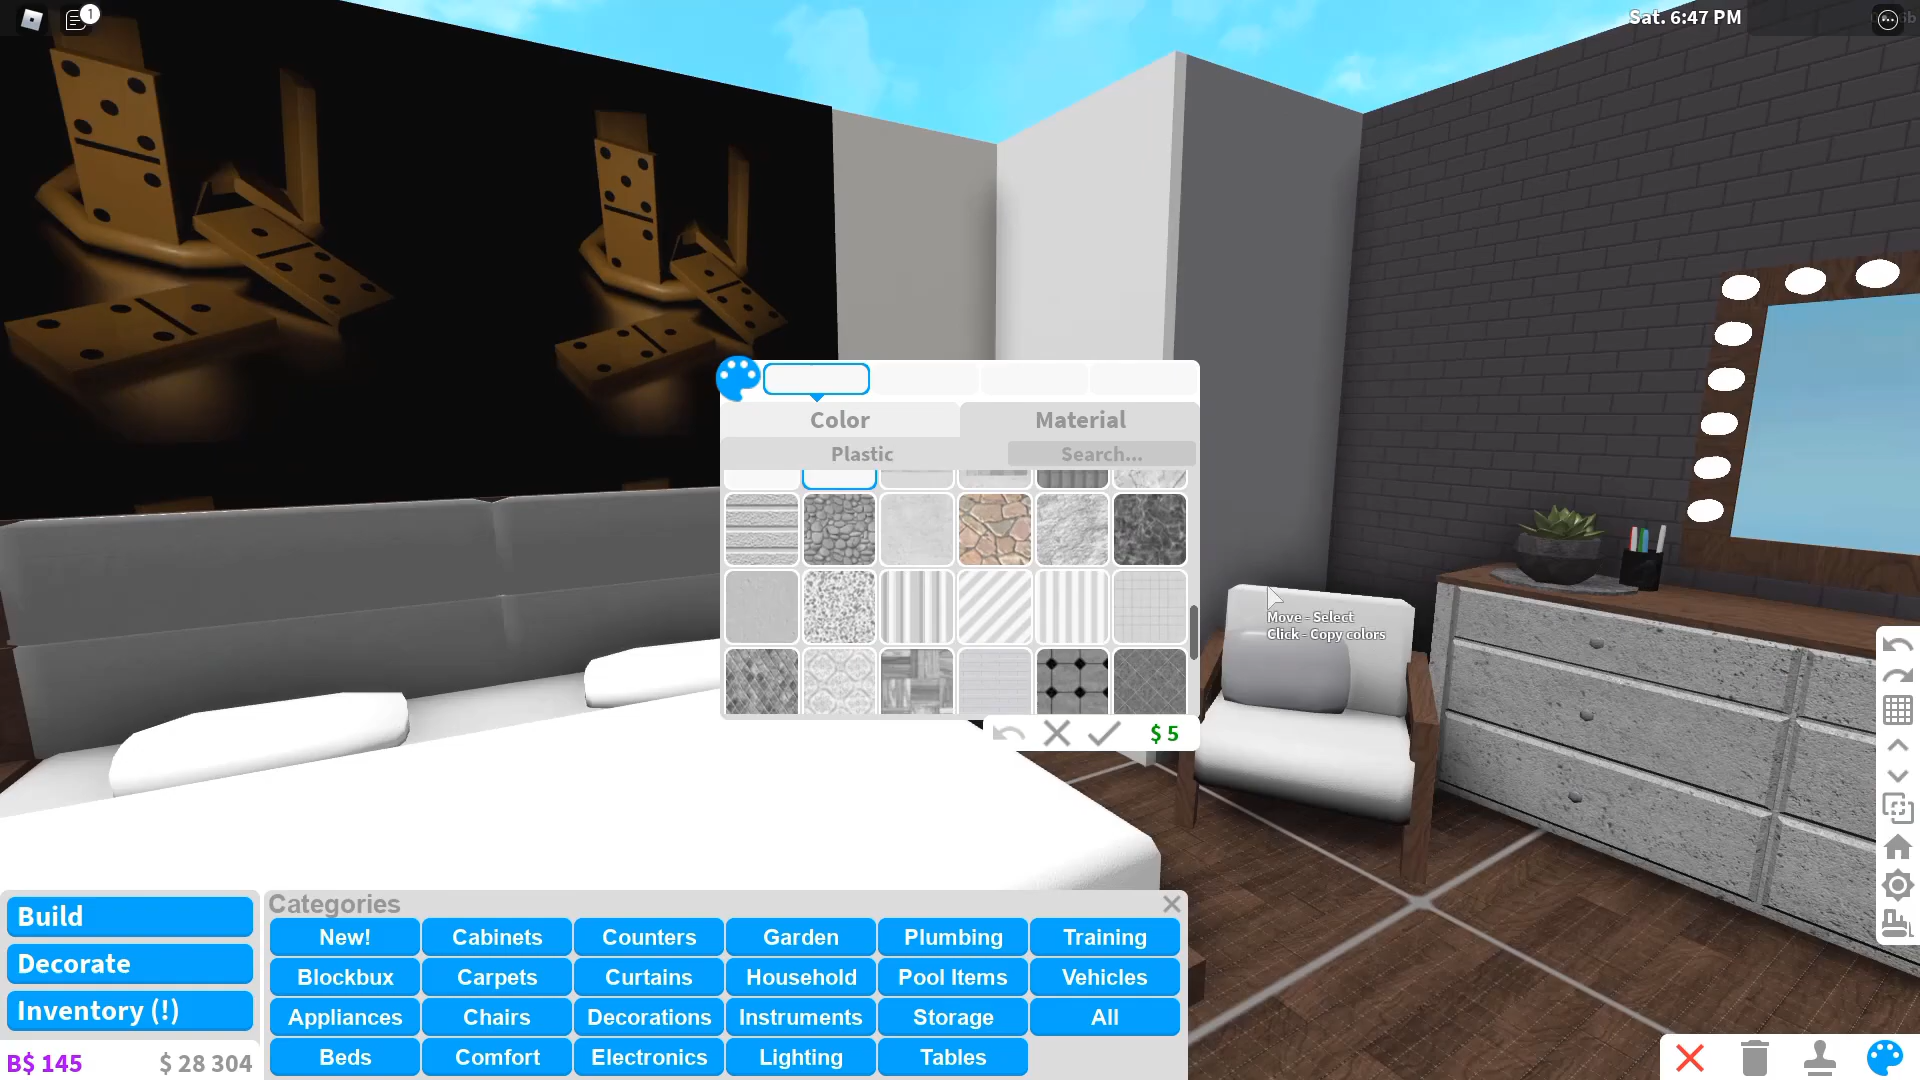 1
Sat. 6:47 PM
Color
Material
Plastic
Search...
Move - Select
Click - Copy colors
$ 5
Build
Decorate
Inventory (!)
B$ 145
$ 28 304
Categories
New!
Cabinets
Counters
Garden
Plumbing
Training
Blockbux
Carpets
Curtains
Household
Pool Items
Vehicles
Appliances
Chairs
Decorations
Instruments
Storage
All
Beds
Comfort
Electronics
Lighting
Tables